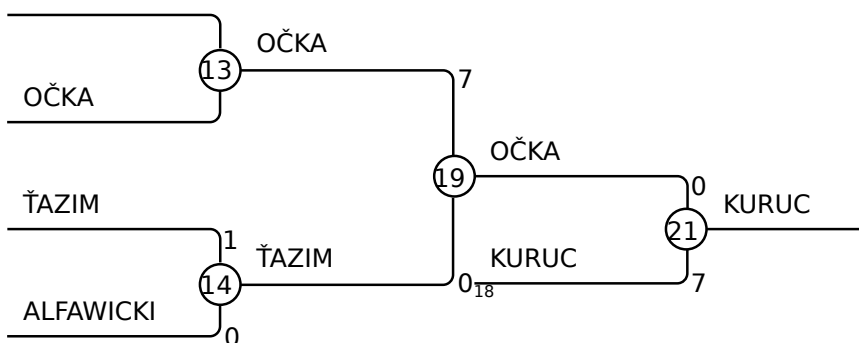 OČKA
13
7
OČKA
OČKA
19
0
ŤAZIM
KURUC
1
21
ŤAZIM
KURUC
14
0
18
7
ALFAWICKI
0